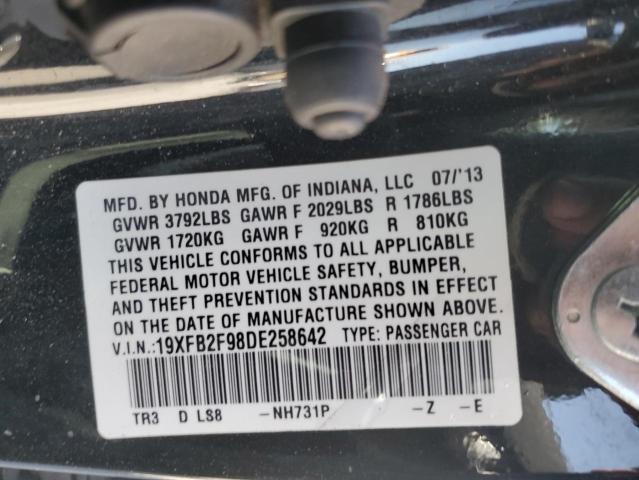 MFD. BY HONDA MFG. OF INDIANA, LLC 07/'13
GVWR 3792LBS GAWR F 2029LBS R 1786LBS
GVWR 1720KG GAWR F 920KG R 810KG
THIS VEHICLE CONFORMS TO ALL APPLICABLE
FEDERAL MOTOR VEHICLE SAFETY, BUMPER,
AND THEFT PREVENTION STANDARDS IN EFFECT
ON THE DATE OF MANUFACTURE SHOWN ABOVE.
V.I.N.:19XFB2F98DE258642 TYPE: PASSENGER CAR
TR3 D LS8 -NH731P -Z -E